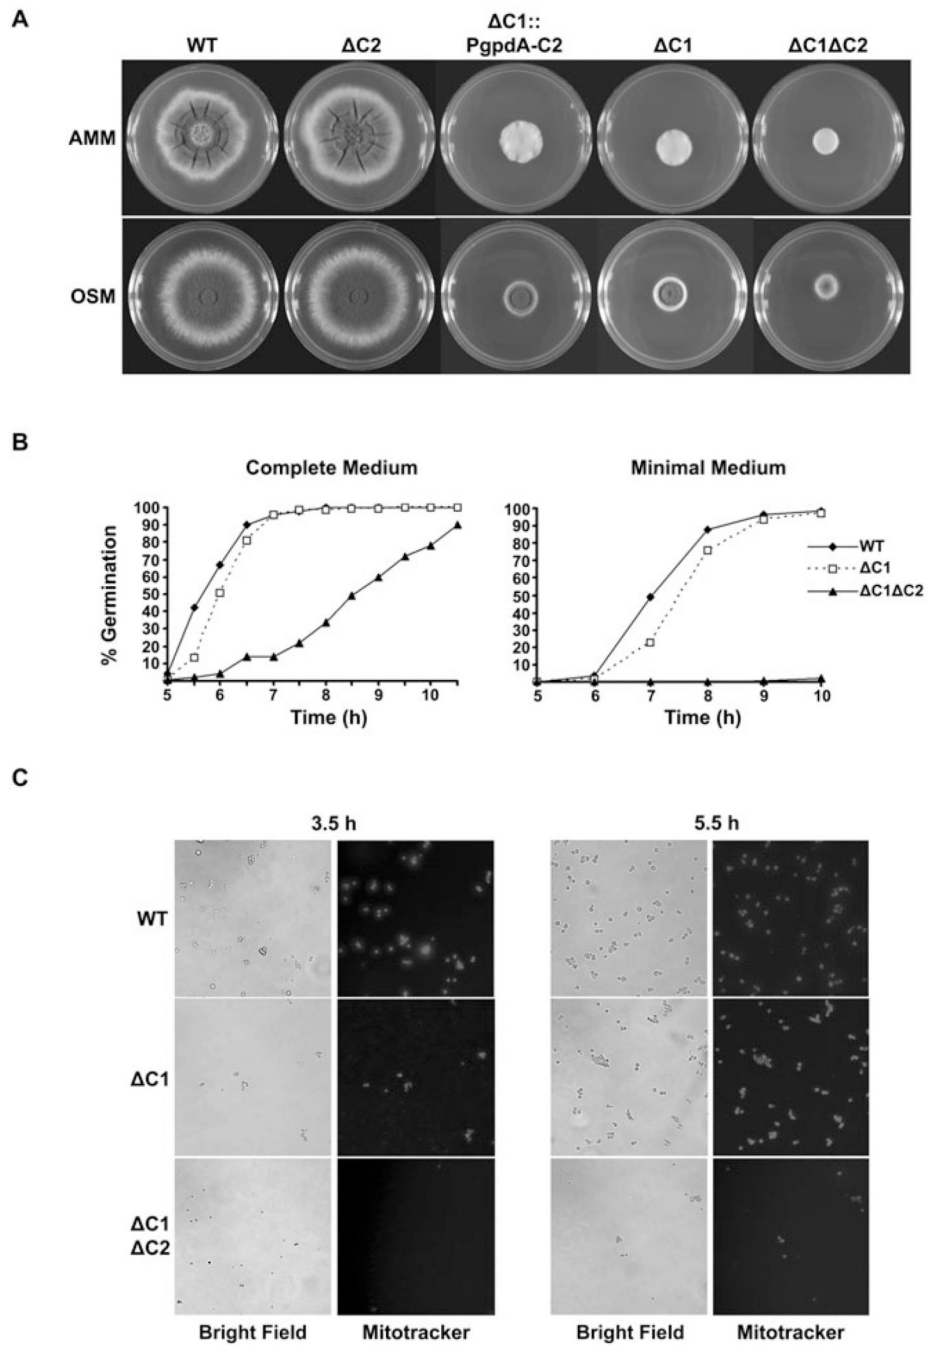 A
WT ΔC2 ΔC1:: PgpdA-C2 ΔC1 ΔC1ΔC2
AMM
OSM
B
Complete Medium Minimal Medium
% Germination
100
90
80
70
60
50
40
30
20
10
5 6 7 8 9 10
Time (h)
100
90
80
70
60
50
40
30
20
10
5 6 7 8 9 10
Time (h)
WT
ΔC1
ΔC1ΔC2
C
3.5 h 5.5 h
WT
ΔC1
ΔC1
ΔC2
Bright Field Mitotracker Bright Field Mitotracker